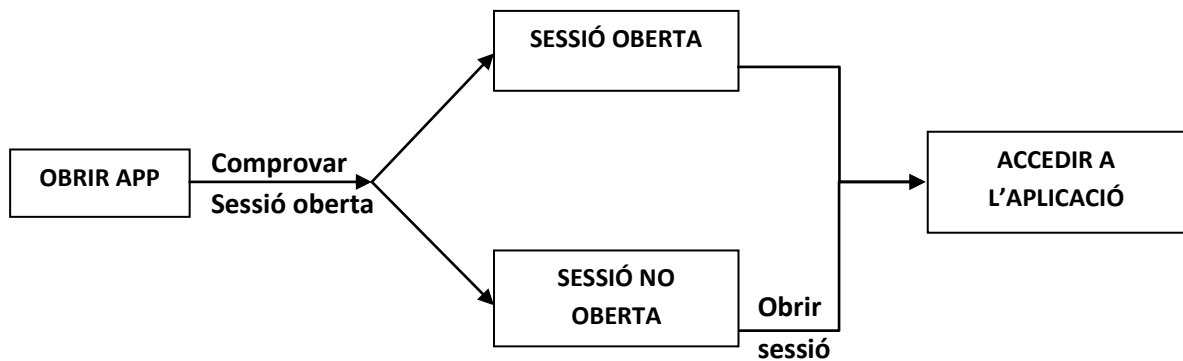 OBRIR APP
Comprovar
Sessió oberta
SESSIÓ OBERTA
SESSIÓ NO
OBERTA
Obrir
sessió
ACCEDIR A
L’APLICACIÓ